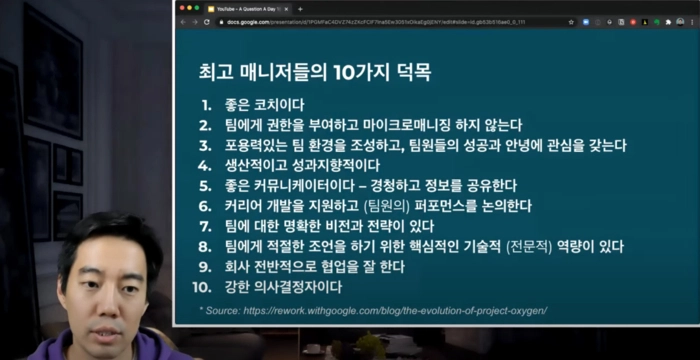 YouTube - A Question A Day
최고 매니저들의 10가지 덕목
1. 좋은 코치이다
2. 팀에게 권한을 부여하고 마이크로매니징 하지 않는다
3. 포용력있는 팀 환경을 조성하고, 팀원들의 성공과 안녕에 관심을 갖는다
4. 생산적이고 성과지향적이다
5. 좋은 커뮤니케이터이다 – 경청하고 정보를 공유한다
6. 커리어 개발을 지원하고 (팀원의) 퍼포먼스를 논의한다
7. 팀에 대한 명확한 비전과 전략이 있다
8. 팀에게 적절한 조언을 하기 위한 핵심적인 기술적 (전문적) 역량이 있다
9. 회사 전반적으로 협업을 잘 한다
10. 강한 의사결정자이다
* Source: https://rework.withgoogle.com/blog/the-evolution-of-project-oxygen/